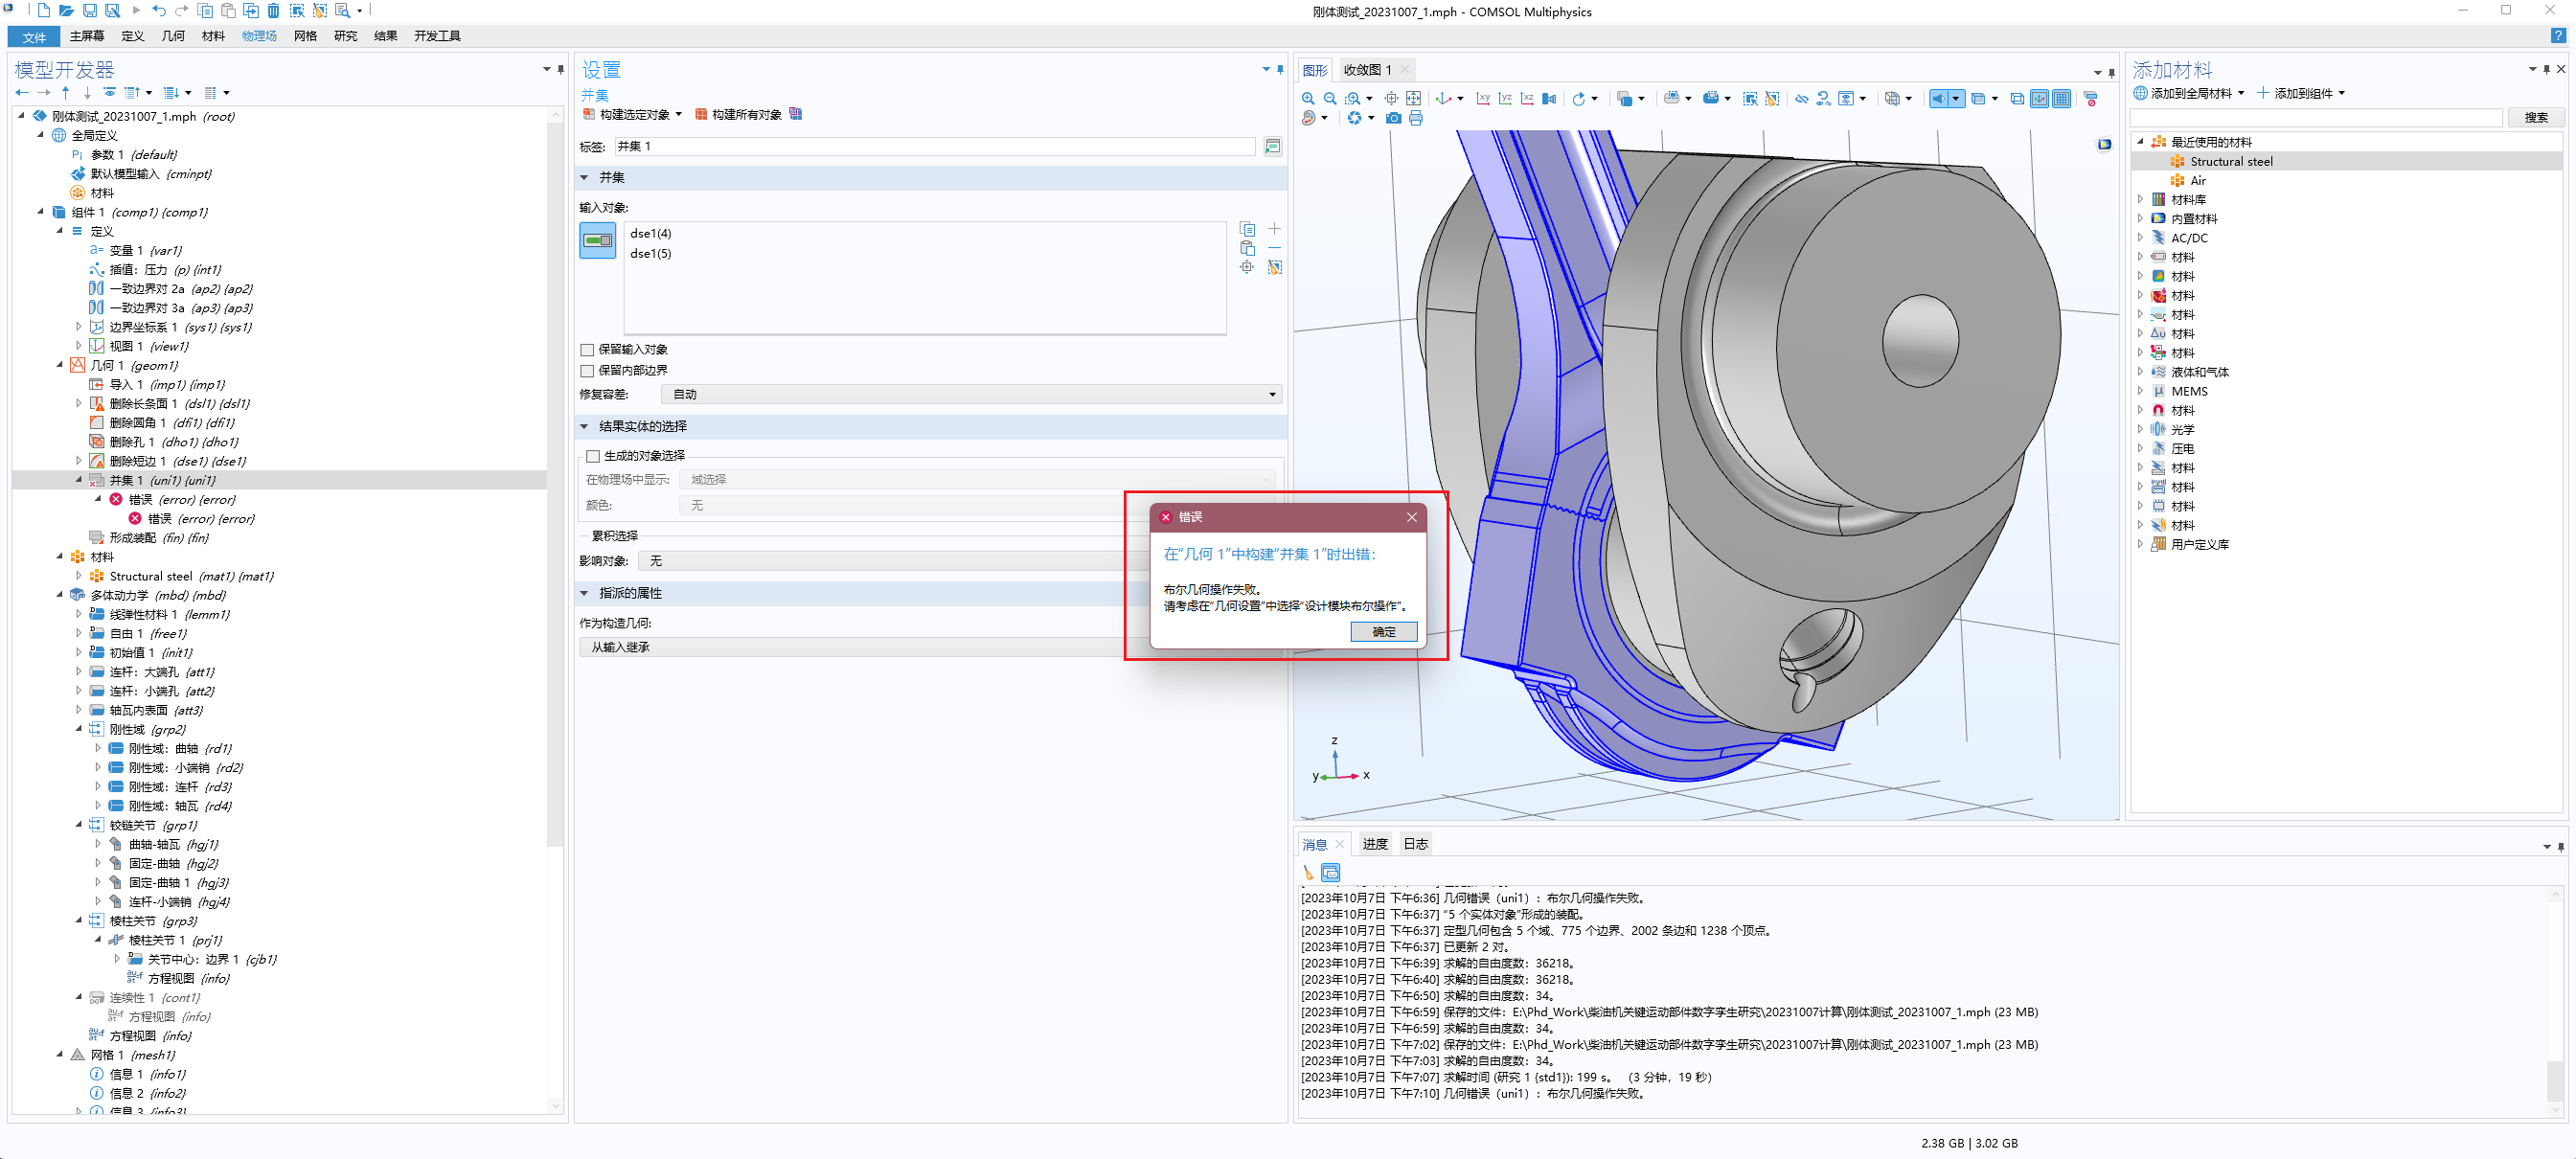 刚体测试_20231007_1.mph - COMSOL Multiphysics
文件 主屏幕 定义 几何 材料 物理场 网格 研究 结果 开发工具
模型开发器
刚体测试_20231007_1.mph (root)
全局定义
Pi 参数 1 {default}
默认模型输入 {cminpt}
材料
组件 1 (comp1) {comp1}
定义
a= 变量 1 {var1}
插值：压力 (p) {int1}
一致边界对 2a (ap2) {ap2}
一致边界对 3a (ap3) {ap3}
边界坐标系 1 (sys1) {sys1}
视图 1 {view1}
几何 1 {geom1}
导入 1 (imp1) {imp1}
删除长条面 1 (dsl1) {dsl1}
删除圆角 1 (dfi1) {dfi1}
删除孔 1 (dho1) {dho1}
删除短边 1 (dse1) {dse1}
并集 1 (uni1) {uni1}
错误 (error) {error}
错误 (error) {error}
形成装配 (fin) {fin}
材料
Structural steel (mat1) {mat1}
多体动力学 (mbd) {mbd}
线弹性材料 1 {lemm1}
自由 1 {free1}
初始值 1 {init1}
连杆：大端孔 {att1}
连杆：小端孔 {att2}
轴瓦内表面 {att3}
刚性域 {grp2}
刚性域：曲轴 {rd1}
刚性域：小端销 {rd2}
刚性域：连杆 {rd3}
刚性域：轴瓦 {rd4}
铰链关节 {grp1}
曲轴-轴瓦 {hgj1}
固定-曲轴 {hgj2}
固定-曲轴 1 {hgj3}
连杆-小端销 {hgj4}
棱柱关节 {grp3}
棱柱关节 1 {prj1}
关节中心：边界 1 {cjb1}
方程视图 {info}
连续性 1 {cont1}
方程视图 {info}
方程视图 {info}
网格 1 {mesh1}
信息 1 {info1}
信息 2 {info2}
信息 3 {info3}
设置
并集
构建选定对象 构建所有对象
标签: 并集 1
并集
输入对象:
dse1(4)
dse1(5)
保留输入对象
保留内部边界
修复容差: 自动
结果实体的选择
生成的对象选择
在物理场中显示: 域选择
颜色: 无
累积选择
影响对象: 无
指派的属性
作为构造几何:
从输入继承
错误
在“几何 1”中构建“并集 1”时出错:
布尔几何操作失败。
请考虑在“几何设置”中选择“设计模块布尔操作”。
确定
图形 收敛图 1
xy yz xz
z
y x
消息 进度 日志
[2023年10月7日 下午6:36] 几何错误（uni1）：布尔几何操作失败。
[2023年10月7日 下午6:37] “5 个实体对象”形成的装配。
[2023年10月7日 下午6:37] 定型几何包含 5 个域、775 个边界、2002 条边和 1238 个顶点。
[2023年10月7日 下午6:37] 已更新 2 对。
[2023年10月7日 下午6:39] 求解的自由度数：36218。
[2023年10月7日 下午6:40] 求解的自由度数：36218。
[2023年10月7日 下午6:50] 求解的自由度数：34。
[2023年10月7日 下午6:59] 保存的文件：E:\Phd_Work\柴油机关键运动部件数字孪生研究\20231007计算\刚体测试_20231007_1.mph (23 MB)
[2023年10月7日 下午6:59] 求解的自由度数：34。
[2023年10月7日 下午7:02] 保存的文件：E:\Phd_Work\柴油机关键运动部件数字孪生研究\20231007计算\刚体测试_20231007_1.mph (23 MB)
[2023年10月7日 下午7:03] 求解的自由度数：34。
[2023年10月7日 下午7:07] 求解时间 (研究 1 {std1}): 199 s。 （3 分钟，19 秒）
[2023年10月7日 下午7:10] 几何错误（uni1）：布尔几何操作失败。
添加材料
添加到全局材料 添加到组件
搜索
最近使用的材料
Structural steel
Air
材料库
内置材料
AC/DC
材料
材料
材料
材料
材料
材料
液体和气体
MEMS
材料
光学
压电
材料
材料
材料
材料
用户定义库
2.38 GB | 3.02 GB